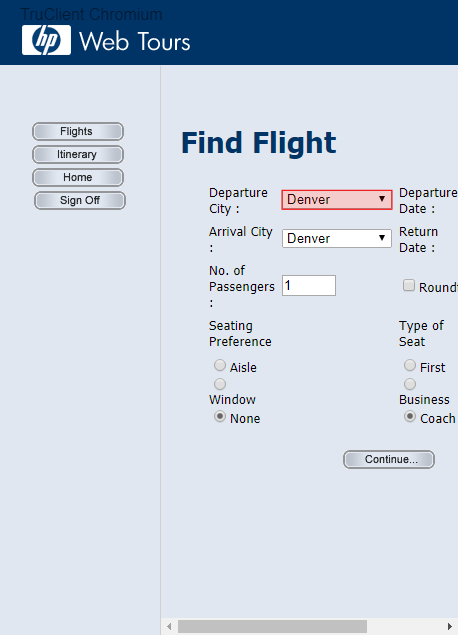 TruClient Chromium
hp Web Tours
Flights
Itinerary
Home
Sign Off
Find Flight
Departure City : Denver Departure Date :
Arrival City : Denver Return Date :
No. of Passengers : 1 Round
Seating Preference Type of Seat
Aisle First
Window Business
None Coach
Continue...